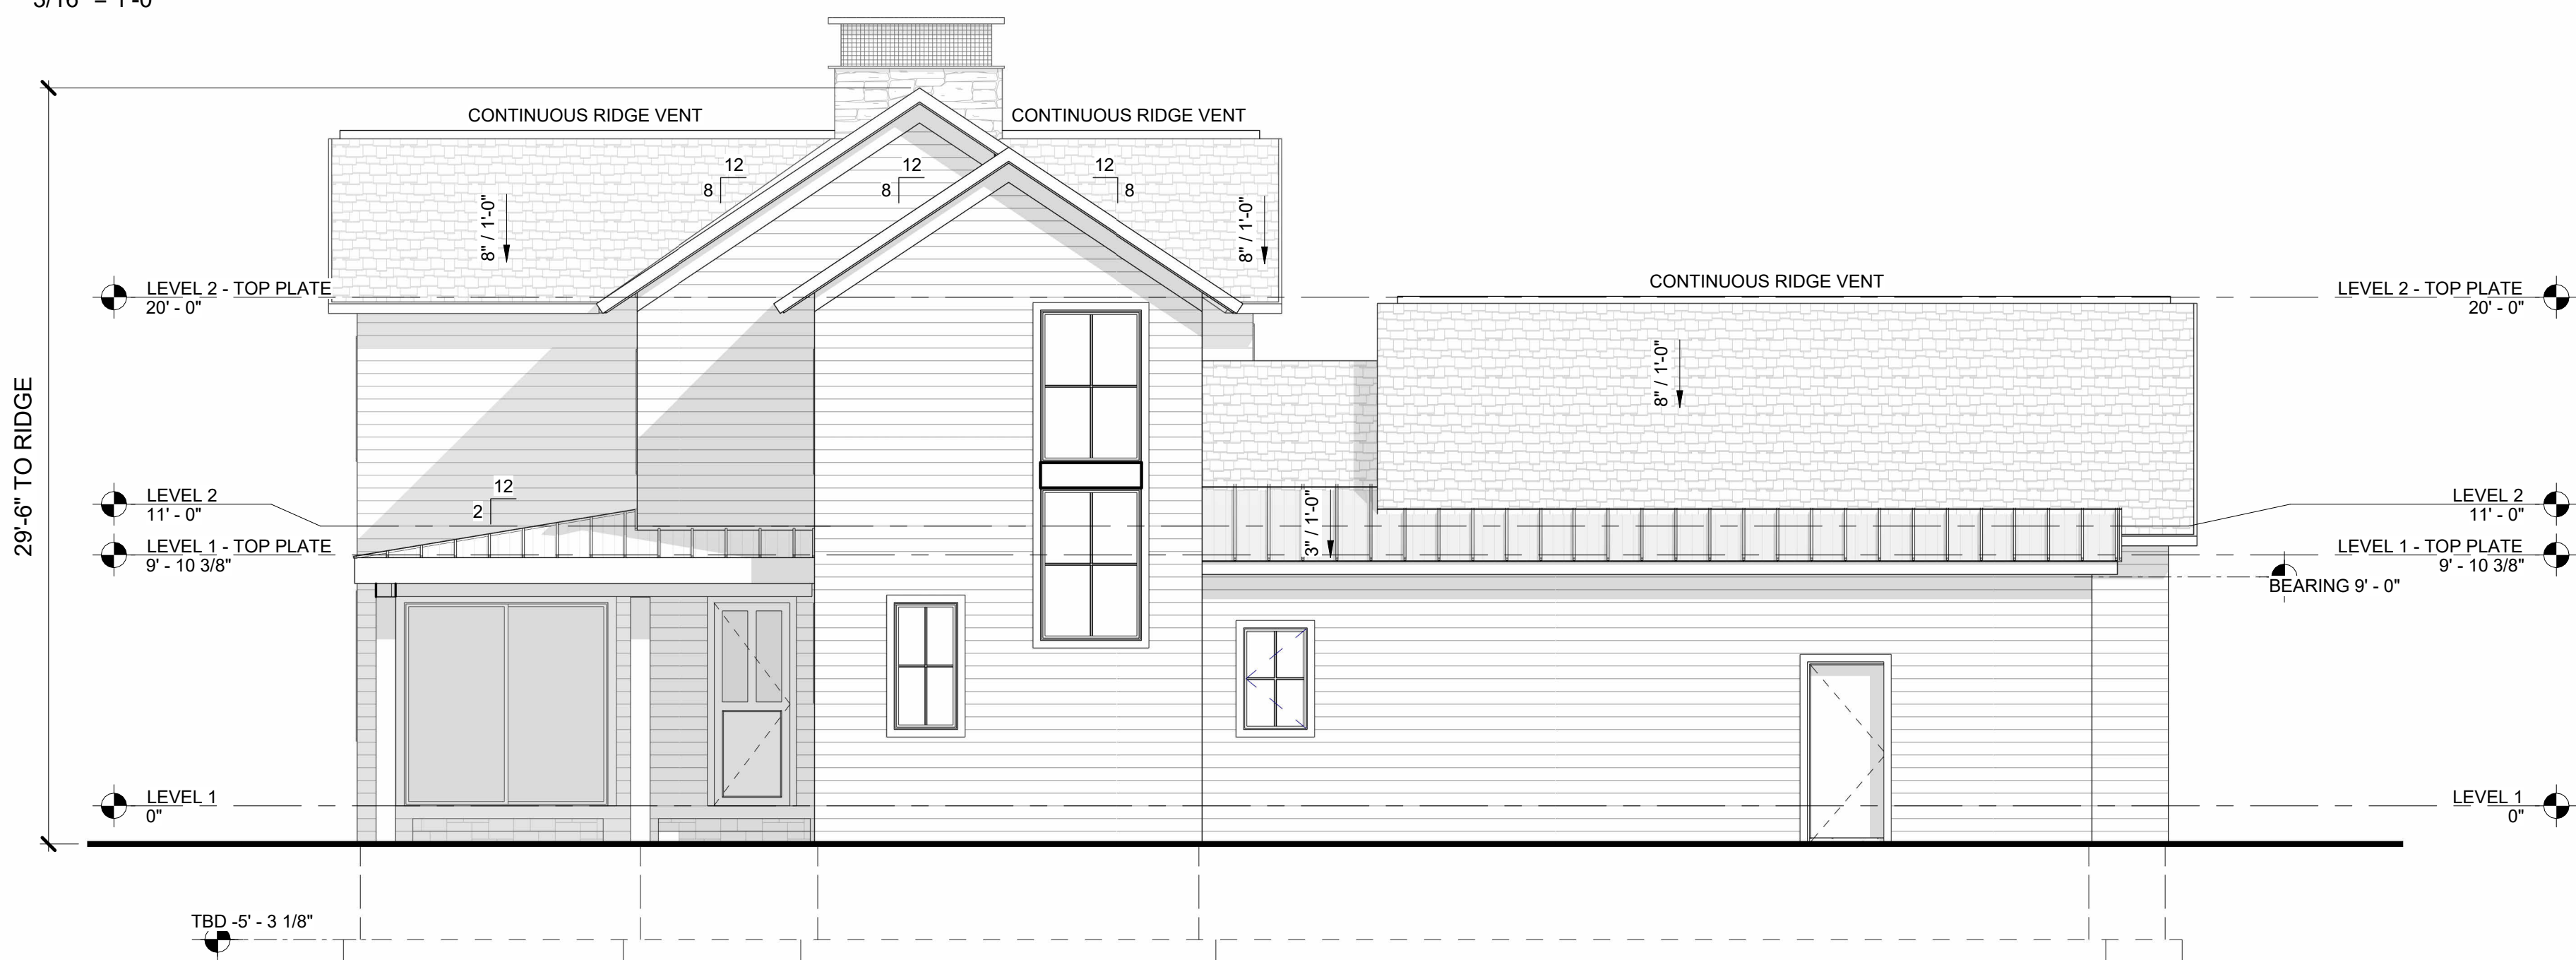 3/16" = 1'-0"
CONTINUOUS RIDGE VENT
CONTINUOUS RIDGE VENT
12
8
12
8
12
8
8" / 1'-0"
8" / 1'-0"
CONTINUOUS RIDGE VENT
LEVEL 2 - TOP PLATE
20' - 0"
LEVEL 2 - TOP PLATE
20' - 0"
8" / 1'-0"
29'-6" TO RIDGE
12
2
LEVEL 2
11' - 0"
3" / 1'-0"
LEVEL 2
11' - 0"
LEVEL 1 - TOP PLATE
9' - 10 3/8"
LEVEL 1 - TOP PLATE
9' - 10 3/8"
BEARING 9' - 0"
LEVEL 1
0"
LEVEL 1
0"
TBD -5' - 3 1/8"